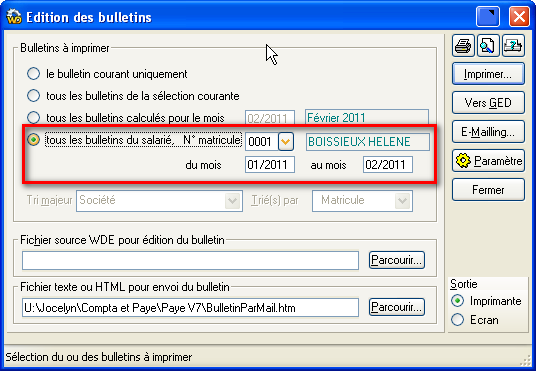 Edition des bulletins
Bulletins à imprimer
le bulletin courant uniquement
tous les bulletins de la sélection courante
tous les bulletins calculés pour le mois 02/2011 Février 2011
tous les bulletins du salarié, N° matricule 0001 BOISSIEUX HELENE
du mois 01/2011 au mois 02/2011
Tri majeur Société Trié(s) par Matricule
Fichier source WDE pour édition du bulletin
Parcourir...
Fichier texte ou HTML pour envoi du bulletin
U:\Jocelyn\Compta et Paye\Paye V7\BulletinParMail.htm Parcourir...
Imprimer...
Vers GED
E-Mailling...
Paramètre
Fermer
Sortie
Imprimante
Ecran
Sélection du ou des bulletins à imprimer